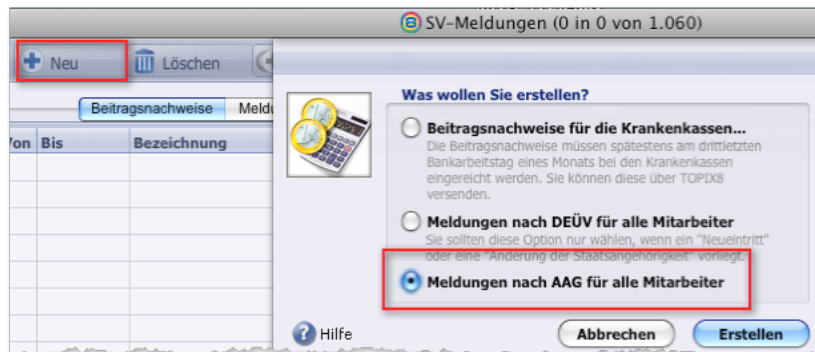 SV-Meldungen (0 in 0 von 1.060)
Neu
Löschen
Beitragsnachweise
Bis
Bezeichnung
Was wollen Sie erstellen?
Beitragsnachweise für die Krankenkassen...
Die Beitragsnachweise müssen spätestens am drittletzten
Bankarbeitstag eines Monats bei den Krankenkassen
eingereicht werden. Sie können diese über TOPIX8
versenden.
Meldungen nach DEÜV für alle Mitarbeiter
Sie sollten diese Option nur wählen, wenn ein "Neueintritt"
oder eine "Änderung der Staatsangehörigkeit" vorliegt.
Meldungen nach AAG für alle Mitarbeiter
Hilfe
Abbrechen
Erstellen